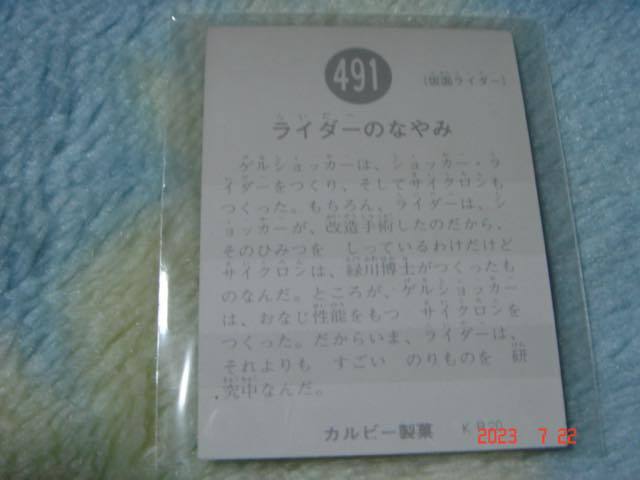 491
(仮面ライダー)
ライダーのなやみ
ゲルショッカーは、ショッカー・ラ
イダーをつくり、そしてサイクロンも
つくった。もちろん、ライダーは、シ
ョッカーが、改造手術したのだから、
そのひみつを しっているわけだけど
サイクロンは、緑川博士がつくったも
のなんだ。ところが、ゲルショッカー
は、おなじ性能をもつ サイクロンを
つくった。だからいま、ライダーは、
それよりも すごい のりものを 研
究中なんだ。
カルビー製菓
2023 7 22